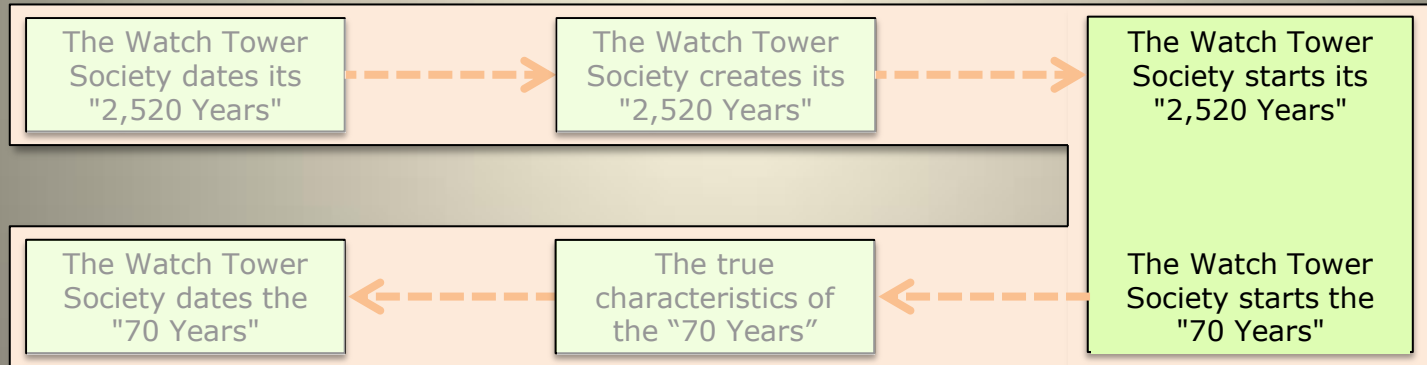 The Watch Tower
Society dates its
"2,520 Years"
The Watch Tower
Society creates its
"2,520 Years"
The Watch Tower
Society starts its
"2,520 Years"
The Watch Tower
Society dates the
"70 Years"
The true
characteristics of
the “70 Years”
The Watch Tower
Society starts the
"70 Years"